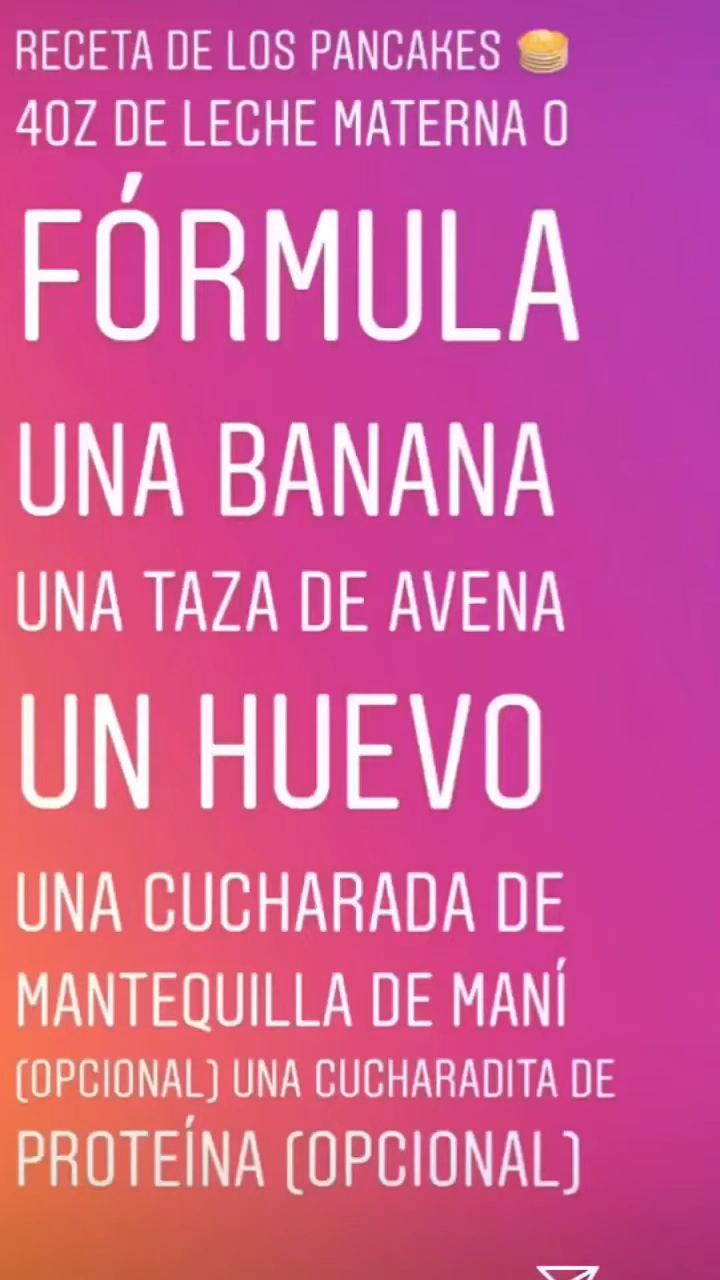 RECETA DE LOS PANCAKES 🥞
4OZ DE LECHE MATERNA O
FÓRMULA
UNA BANANA
UNA TAZA DE AVENA
UN HUEVO
UNA CUCHARADA DE
MANTEQUILLA DE MANÍ
(OPCIONAL) UNA CUCHARADITA DE
PROTEÍNA (OPCIONAL)